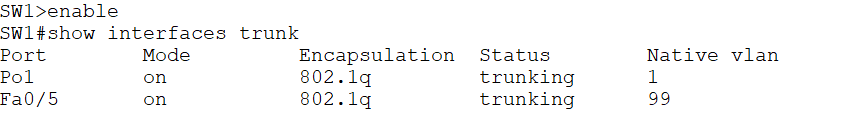 SW1>enable
SW1#show interfaces trunk
Port Mode Encapsulation Status Native vlan
Po1 on 802.1q trunking 1
Fa0/5 on 802.1q trunking 99